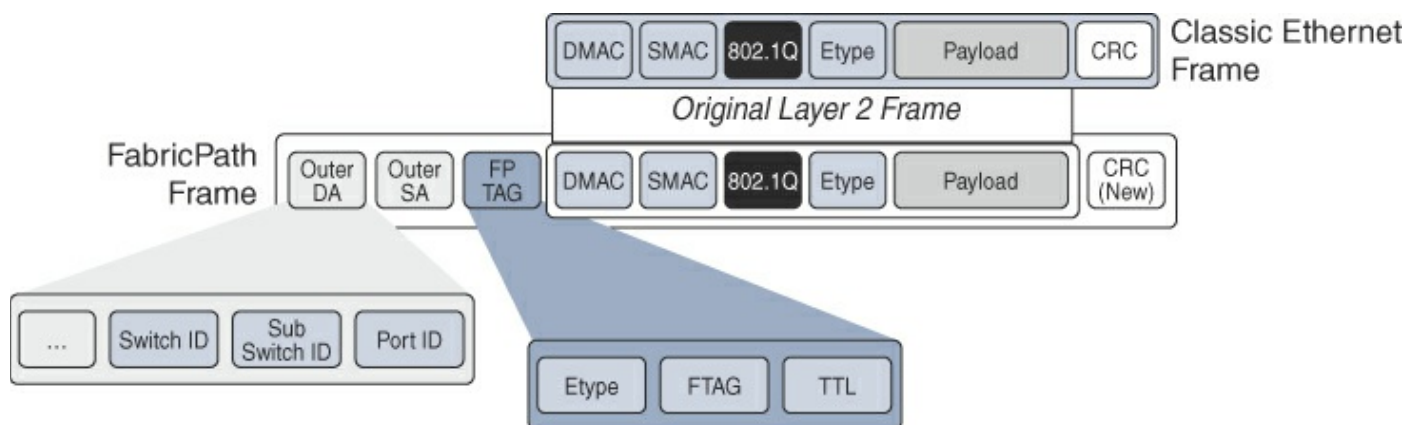 DMAC SMAC 802.1Q Etype Payload CRC
Classic Ethernet
Frame
Original Layer 2 Frame
FabricPath
Frame
Outer
DA
Outer
SA
FP
TAG
DMAC SMAC 802.1Q Etype Payload
CRC
(New)
... Switch ID
Sub
Switch ID
Port ID
Etype FTAG TTL